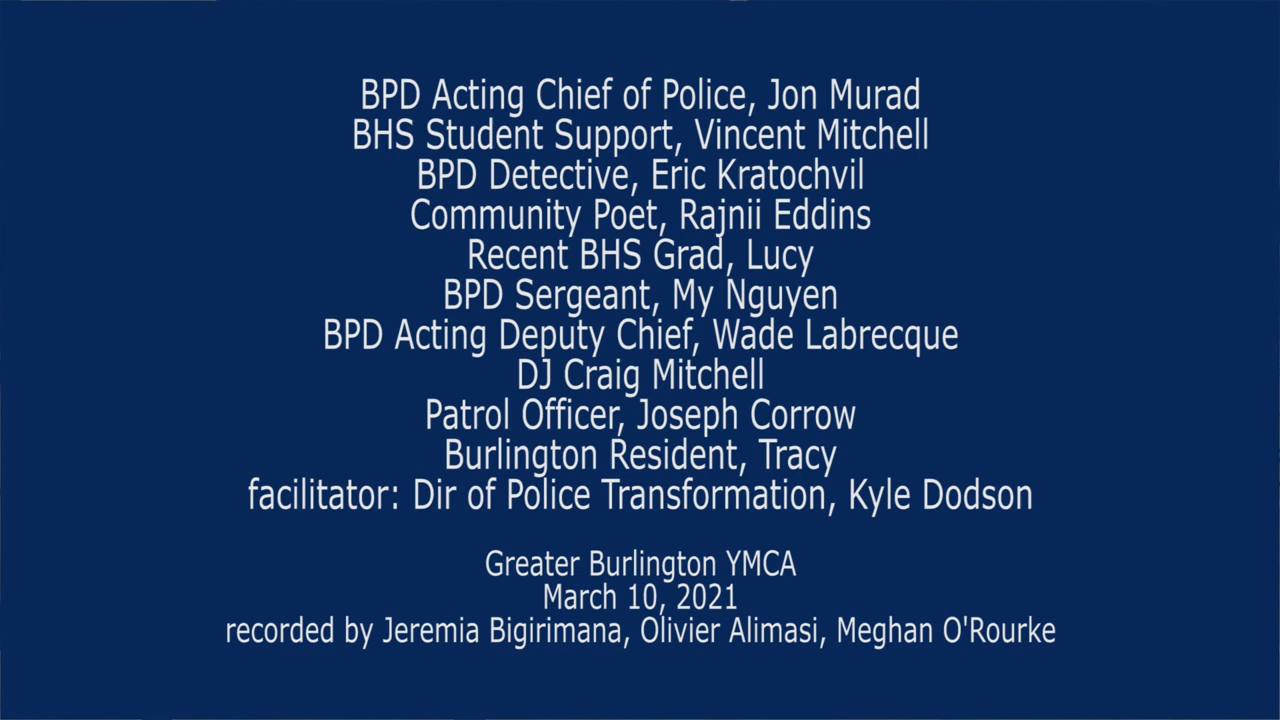 BPD Acting Chief of Police, Jon Murad
BHS Student Support, Vincent Mitchell
BPD Detective, Eric Kratochvil
Community Poet, Rajnii Eddins
Recent BHS Grad, Lucy
BPD Sergeant, My Nguyen
BPD Acting Deputy Chief, Wade Labrecque
DJ Craig Mitchell
Patrol Officer, Joseph Corrow
Burlington Resident, Tracy
facilitator: Dir of Police Transformation, Kyle Dodson
Greater Burlington YMCA
March 10, 2021
recorded by Jeremia Bigirimana, Olivier Alimasi, Meghan O'Rourke